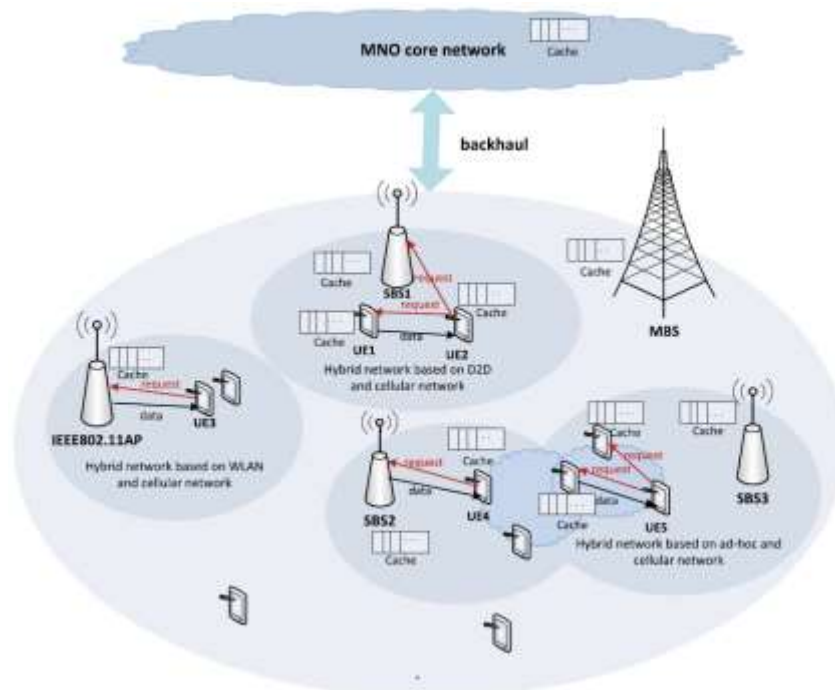 MNO core network
Cache
backhaul
Cache
SBS1
request
Cache
MBS
request
Cache
Cache
UE1
data
UE2
Hybrid network based on D2D
and cellular network
Cache
request
data
UE3
IEEE802.11AP
Hybrid network based on WLAN
and cellular network
Cache
Cache
request
Cache
request
request
data
data
SBS2
UE4
Cache
UE5
SBS3
Cache
Hybrid network based on ad-hoc and
cellular network